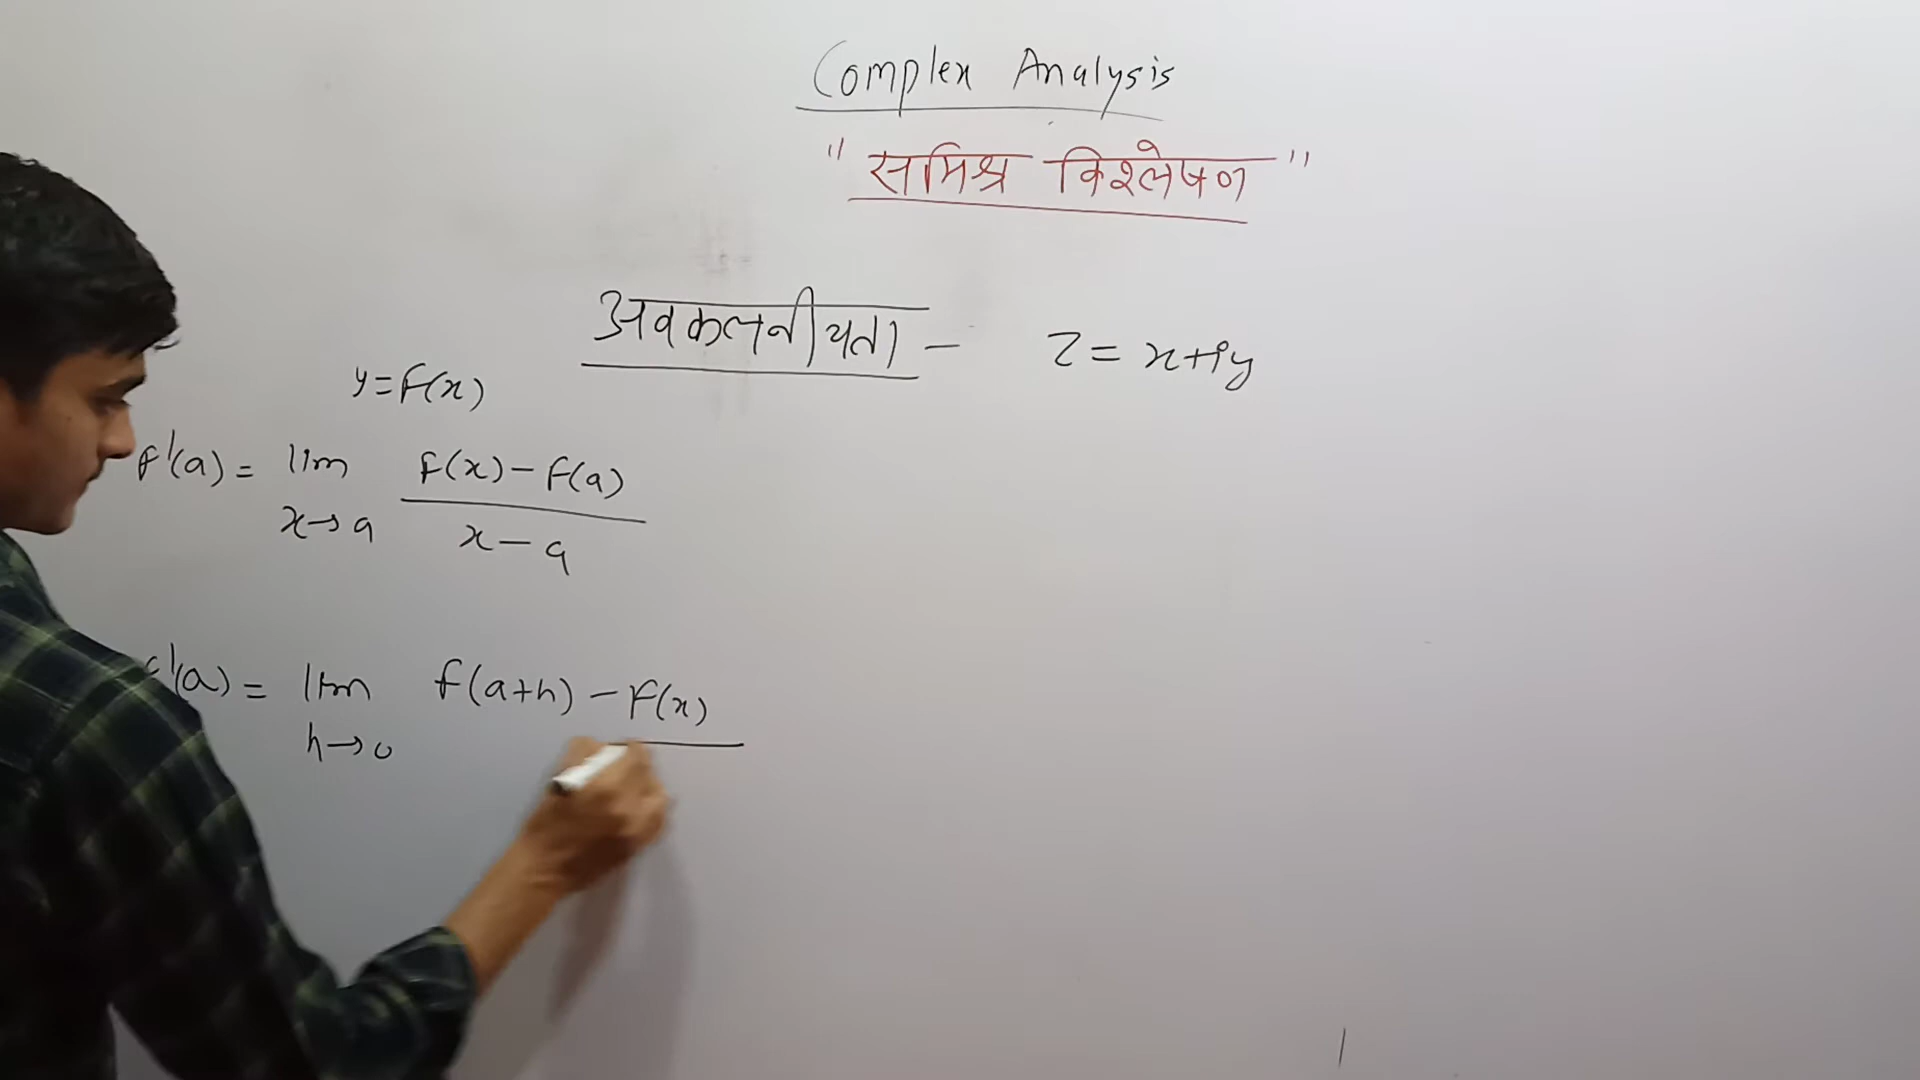 Complex Analysis
" समिश्र विश्लेषण "
अवकलनीयता - z = x+iy
y=f(x)
f'(a) = lim f(x)-f(a)
x→a x-a
'(a) = lim f(a+h) -f(x)
h→0